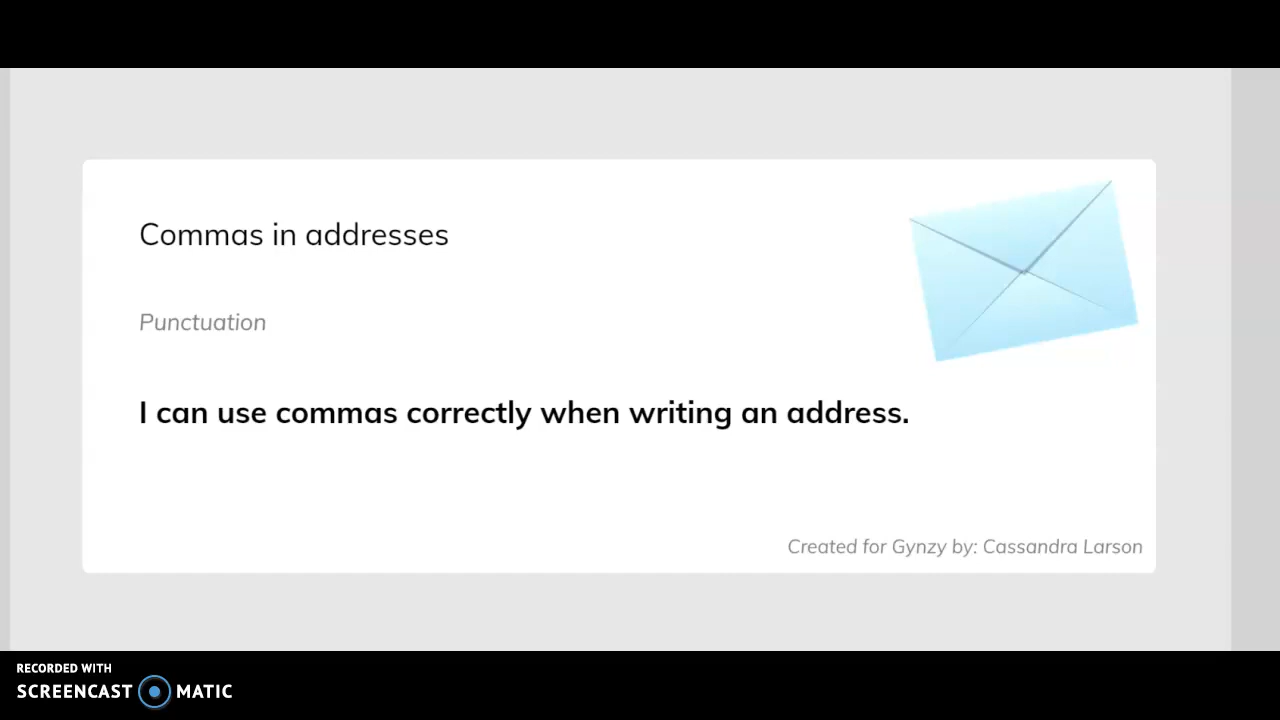 Commas in addresses
Punctuation
I can use commas correctly when writing an address.
Created for Gynzy by: Cassandra Larson
RECORDED WITH
SCREENCAST MATIC